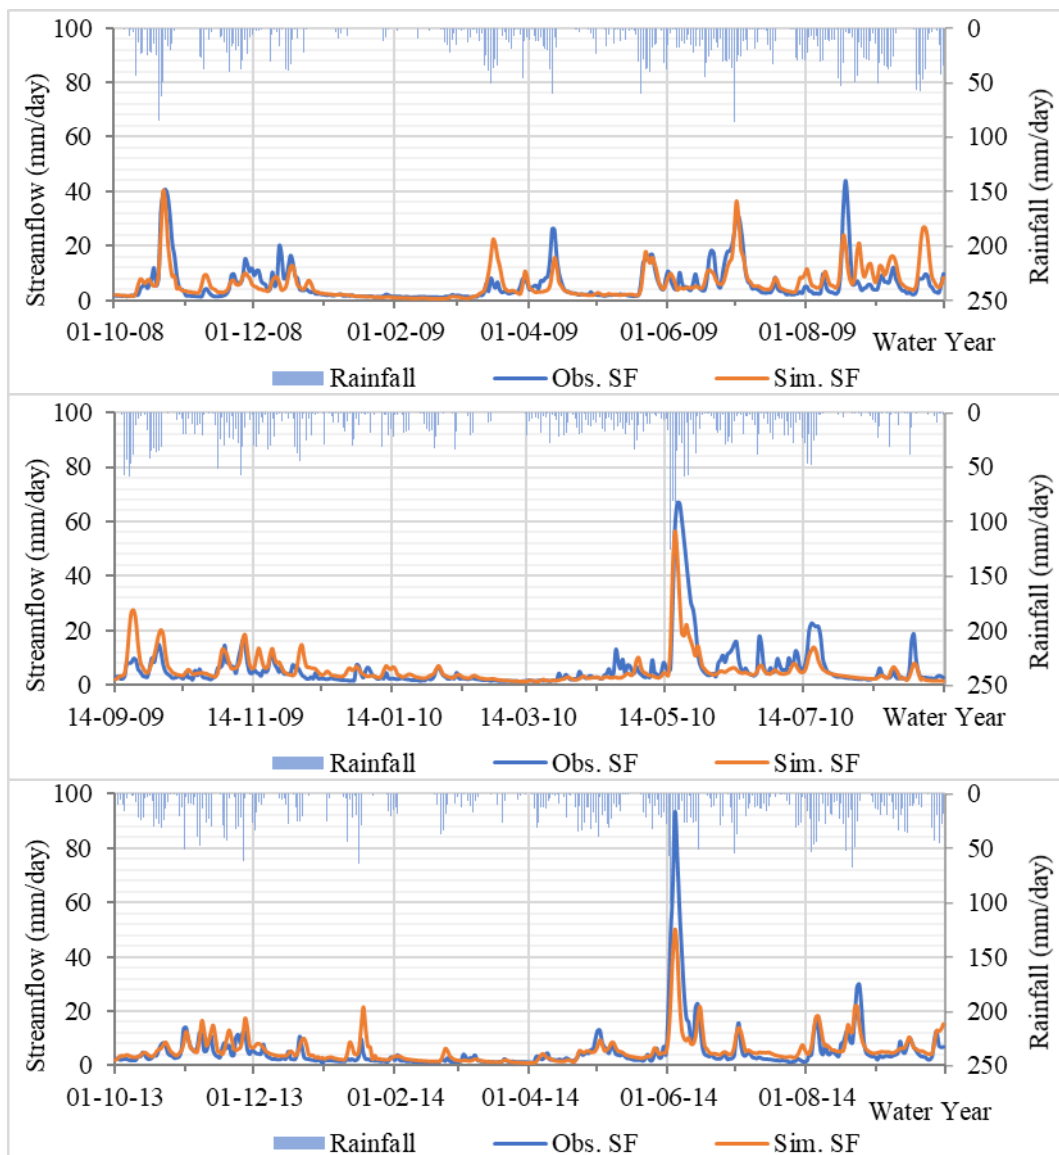 100 0
80 50
60 100
40 150
20 200
0 250
Streamflow (mm/day)
Rainfall (mm/day)
01-10-08 01-12-08 01-02-09 01-04-09 01-06-09 01-08-09 Water Year
Rainfall Obs. SF Sim. SF
100 0
80 50
60 100
40 150
20 200
0 250
Streamflow (mm/day)
Rainfall (mm/day)
14-09-09 14-11-09 14-01-10 14-03-10 14-05-10 14-07-10 Water Year
Rainfall Obs. SF Sim. SF
100 0
80 50
60 100
40 150
20 200
0 250
Streamflow (mm/day)
Rainfall (mm/day)
01-10-13 01-12-13 01-02-14 01-04-14 01-06-14 01-08-14 Water Year
Rainfall Obs. SF Sim. SF